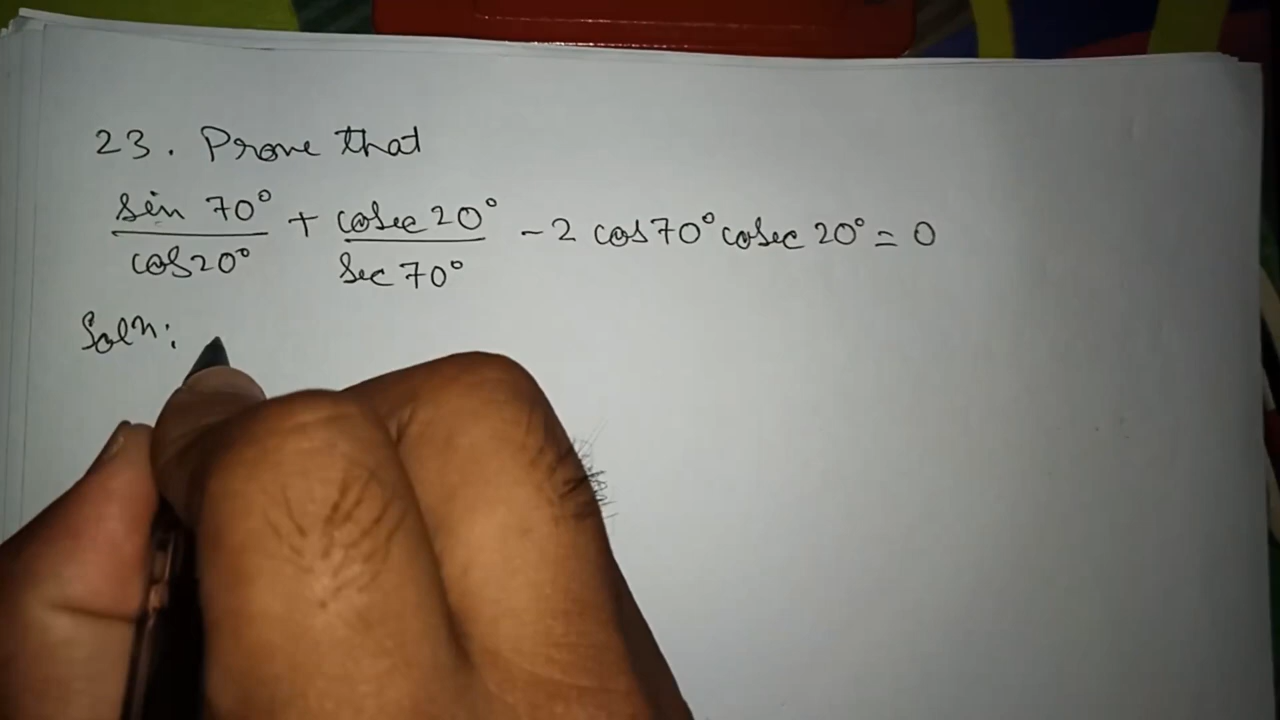 23. Prove that
sin 70° / cos 20° + cosec 20° / sec 70° - 2 cos 70° cosec 20° = 0
Soln: